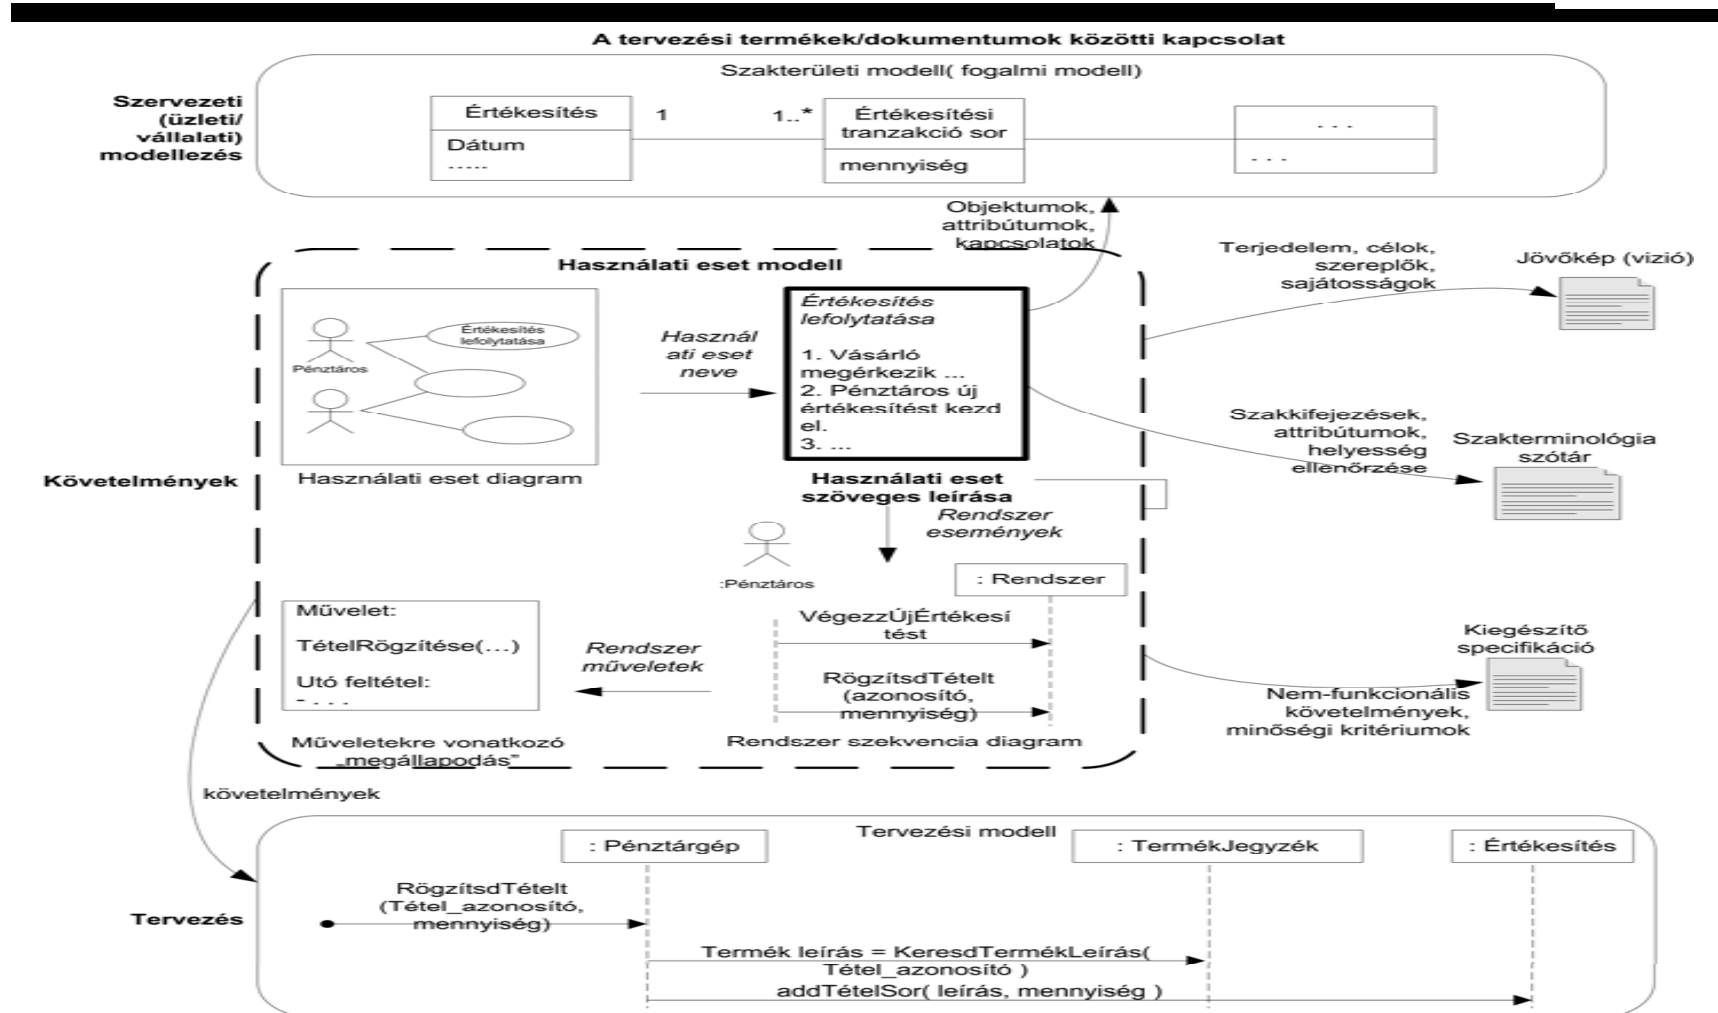 A tervezési termékek/dokumentumok közötti kapcsolat
Szakterületi modell( fogalmi modell)
Szervezeti
(üzleti/
vállalati)
modellezés
Értékesítés
Dátum
.....
1
1..*
Értékesítési
tranzakció sor
mennyiség
. . .
. . .
Objektumok,
attribútumok,
kapcsolatok
Követelmények
Használati eset modell
Pénztáros
Értékesítés
lefolytatása
Használati eset diagram
Használ
ati eset
neve
Értékesítés
lefolytatása
1. Vásárló
megérkezik ...
2. Pénztáros új
értékesítést kezd
el.
3. ...
Használati eset
szöveges leírása
Terjedelem, célok,
szereplők,
sajátosságok
Jövőkép (vizió)
Szakkifejezések,
attribútumok,
helyesség
ellenőrzése
Szakterminológia
szótár
Rendszer
események
:Pénztáros
: Rendszer
VégezzÚjÉrtékesí
tést
RögzítsdTételt
(azonosító,
mennyiség)
Rendszer szekvencia diagram
Rendszer
műveletek
Művelet:
TételRögzítése(...)
Utó feltétel:
- . . .
Műveletekre vonatkozó
„megállapodás”
Kiegészítő
specifikáció
Nem-funkcionális
követelmények,
minőségi kritériumok
követelmények
Tervezés
Tervezési modell
: Pénztárgép
: TermékJegyzék
: Értékesítés
RögzítsdTételt
(Tétel_azonosító,
mennyiség)
Termék leírás = KeresdTermékLeírás(
Tétel_azonosító )
addTételSor( leírás, mennyiség )